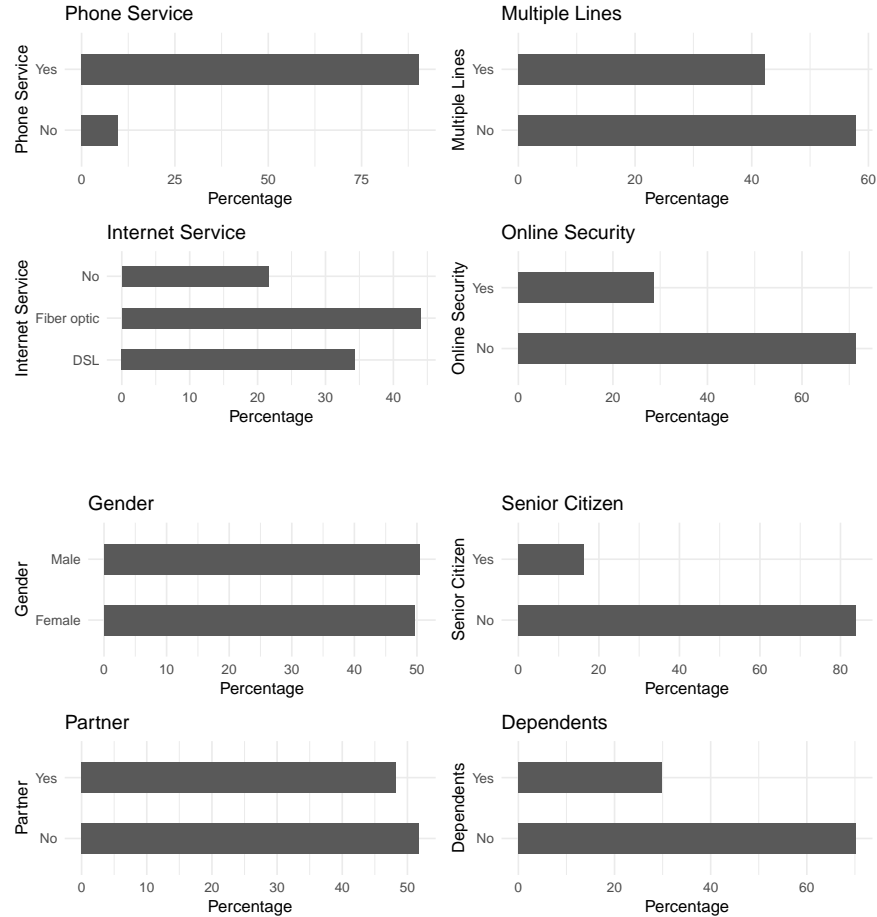 Phone Service
Phone Service
Yes
No
0 25 50 75
Percentage
Multiple Lines
Multiple Lines
Yes
No
0 20 40 60
Percentage
Internet Service
Internet Service
No
Fiber optic
DSL
0 10 20 30 40
Percentage
Online Security
Online Security
Yes
No
0 20 40 60
Percentage
Gender
Gender
Male
Female
0 10 20 30 40 50
Percentage
Senior Citizen
Senior Citizen
Yes
No
0 20 40 60 80
Percentage
Partner
Partner
Yes
No
0 10 20 30 40 50
Percentage
Dependents
Dependents
Yes
No
0 20 40 60
Percentage